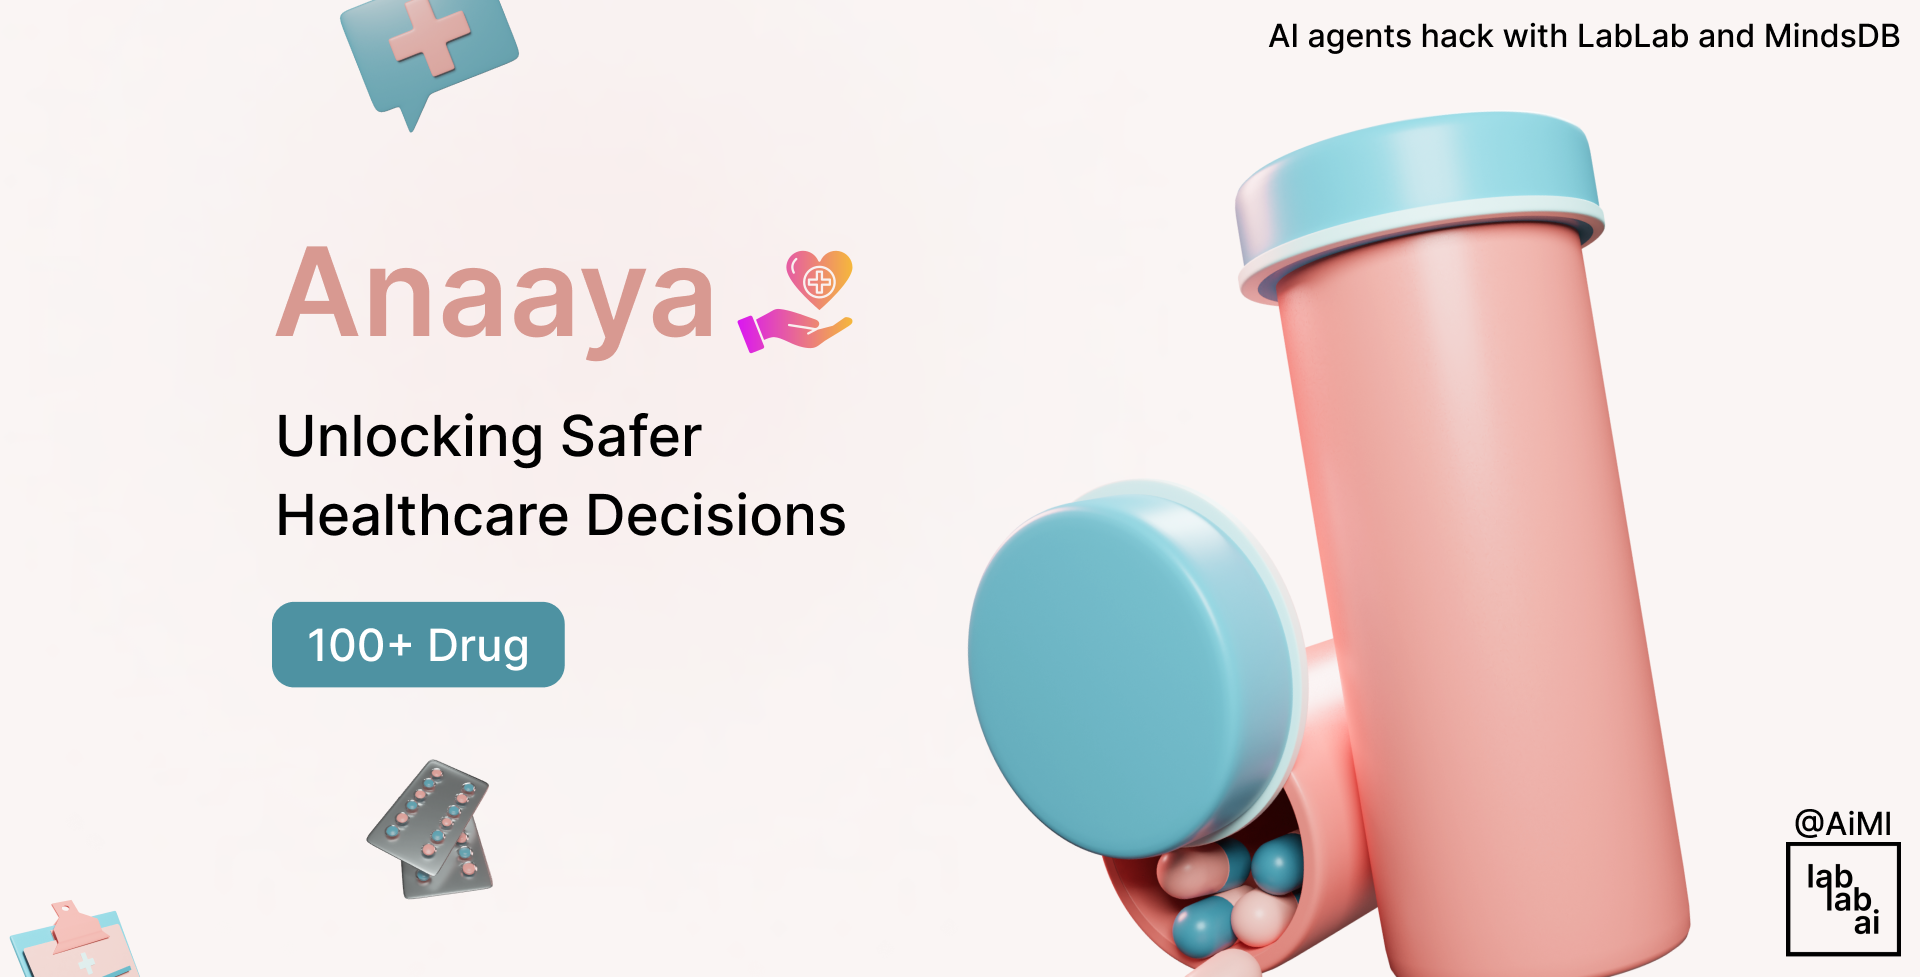 AI agents hack with LabLab and MindsDB
Anaaya
Unlocking Safer
Healthcare Decisions
100+ Drug
@AiMI
lab
lab
ai